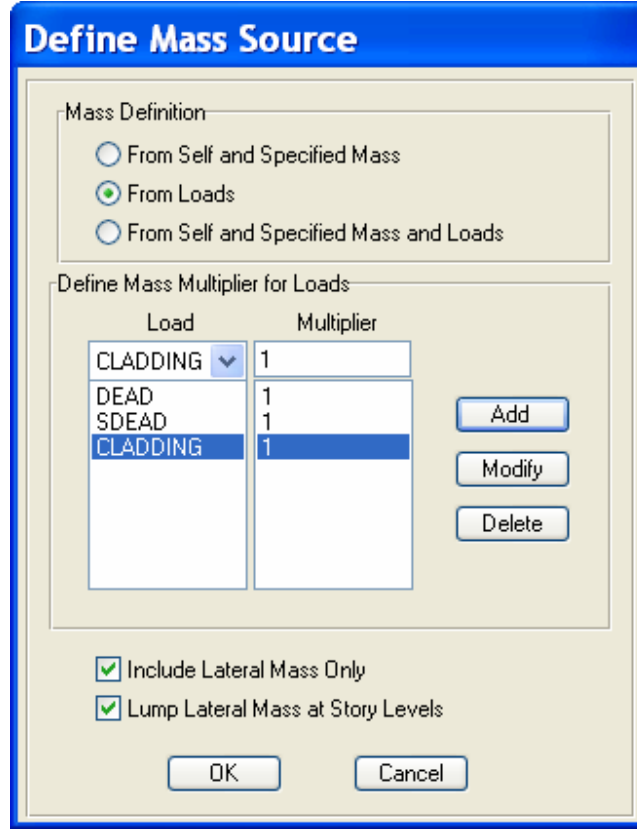 Define Mass Source
Mass Definition
From Self and Specified Mass
From Loads
From Self and Specified Mass and Loads
Define Mass Multiplier for Loads
Load Multiplier
CLADDING 1
DEAD 1
SDEAD 1
CLADDING 1
Add
Modify
Delete
Include Lateral Mass Only
Lump Lateral Mass at Story Levels
OK Cancel